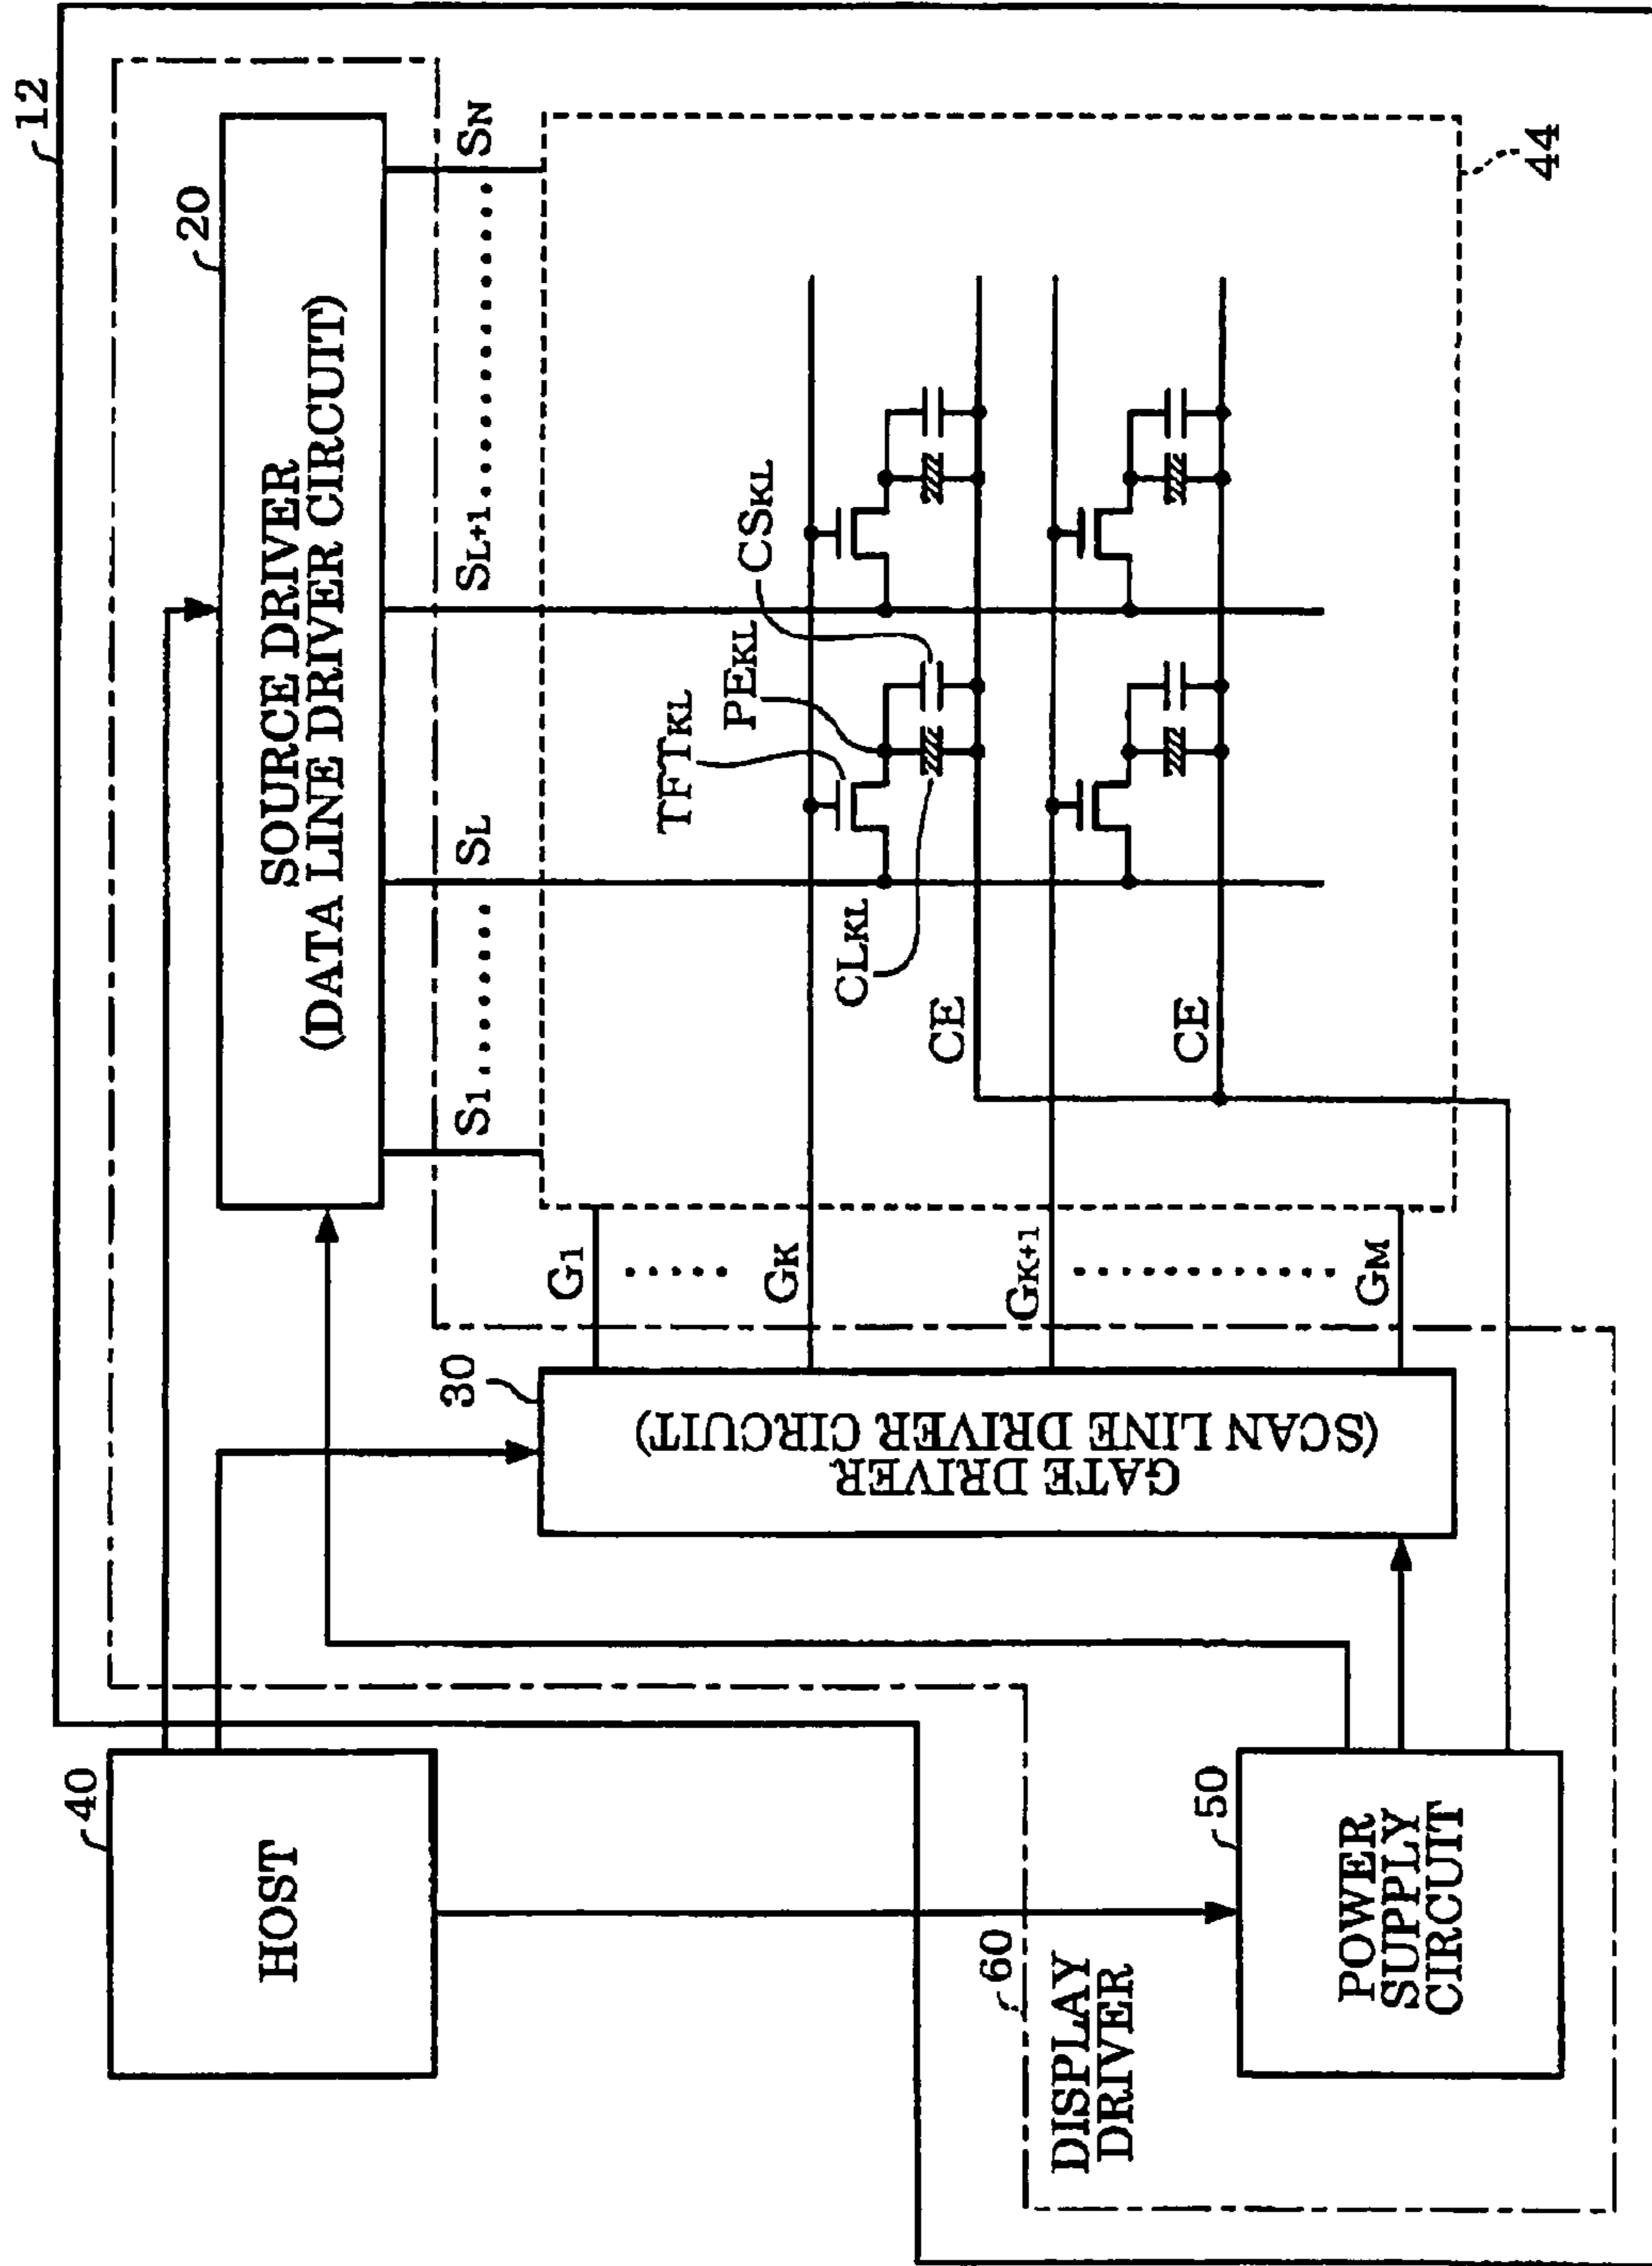 12
40
HOST
20
SOURCE DRIVER
(DATA LINE DRIVER CIRCUIT)
S1
SL
SL+1
SN
30
GATE DRIVER
(SCAN LINE DRIVER CIRCUIT)
G1
GK
GK+1
GM
TFTKL
PEKL
CSKL
CLKL
CE
CE
44
60
DISPLAY
DRIVER
50
POWER
SUPPLY
CIRCUIT